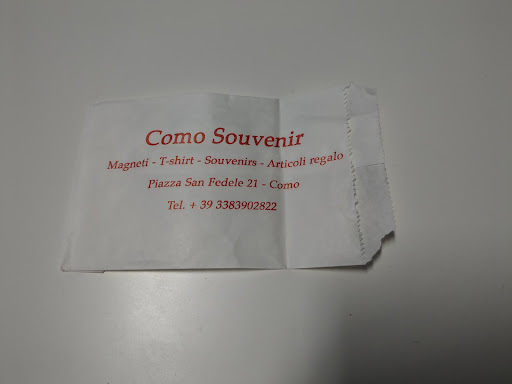 Como Souvenir
Magneti - T-shirt - Souvenirs - Articoli regalo
Piazza San Fedele 21 - Como
Tel. + 39 3383902822